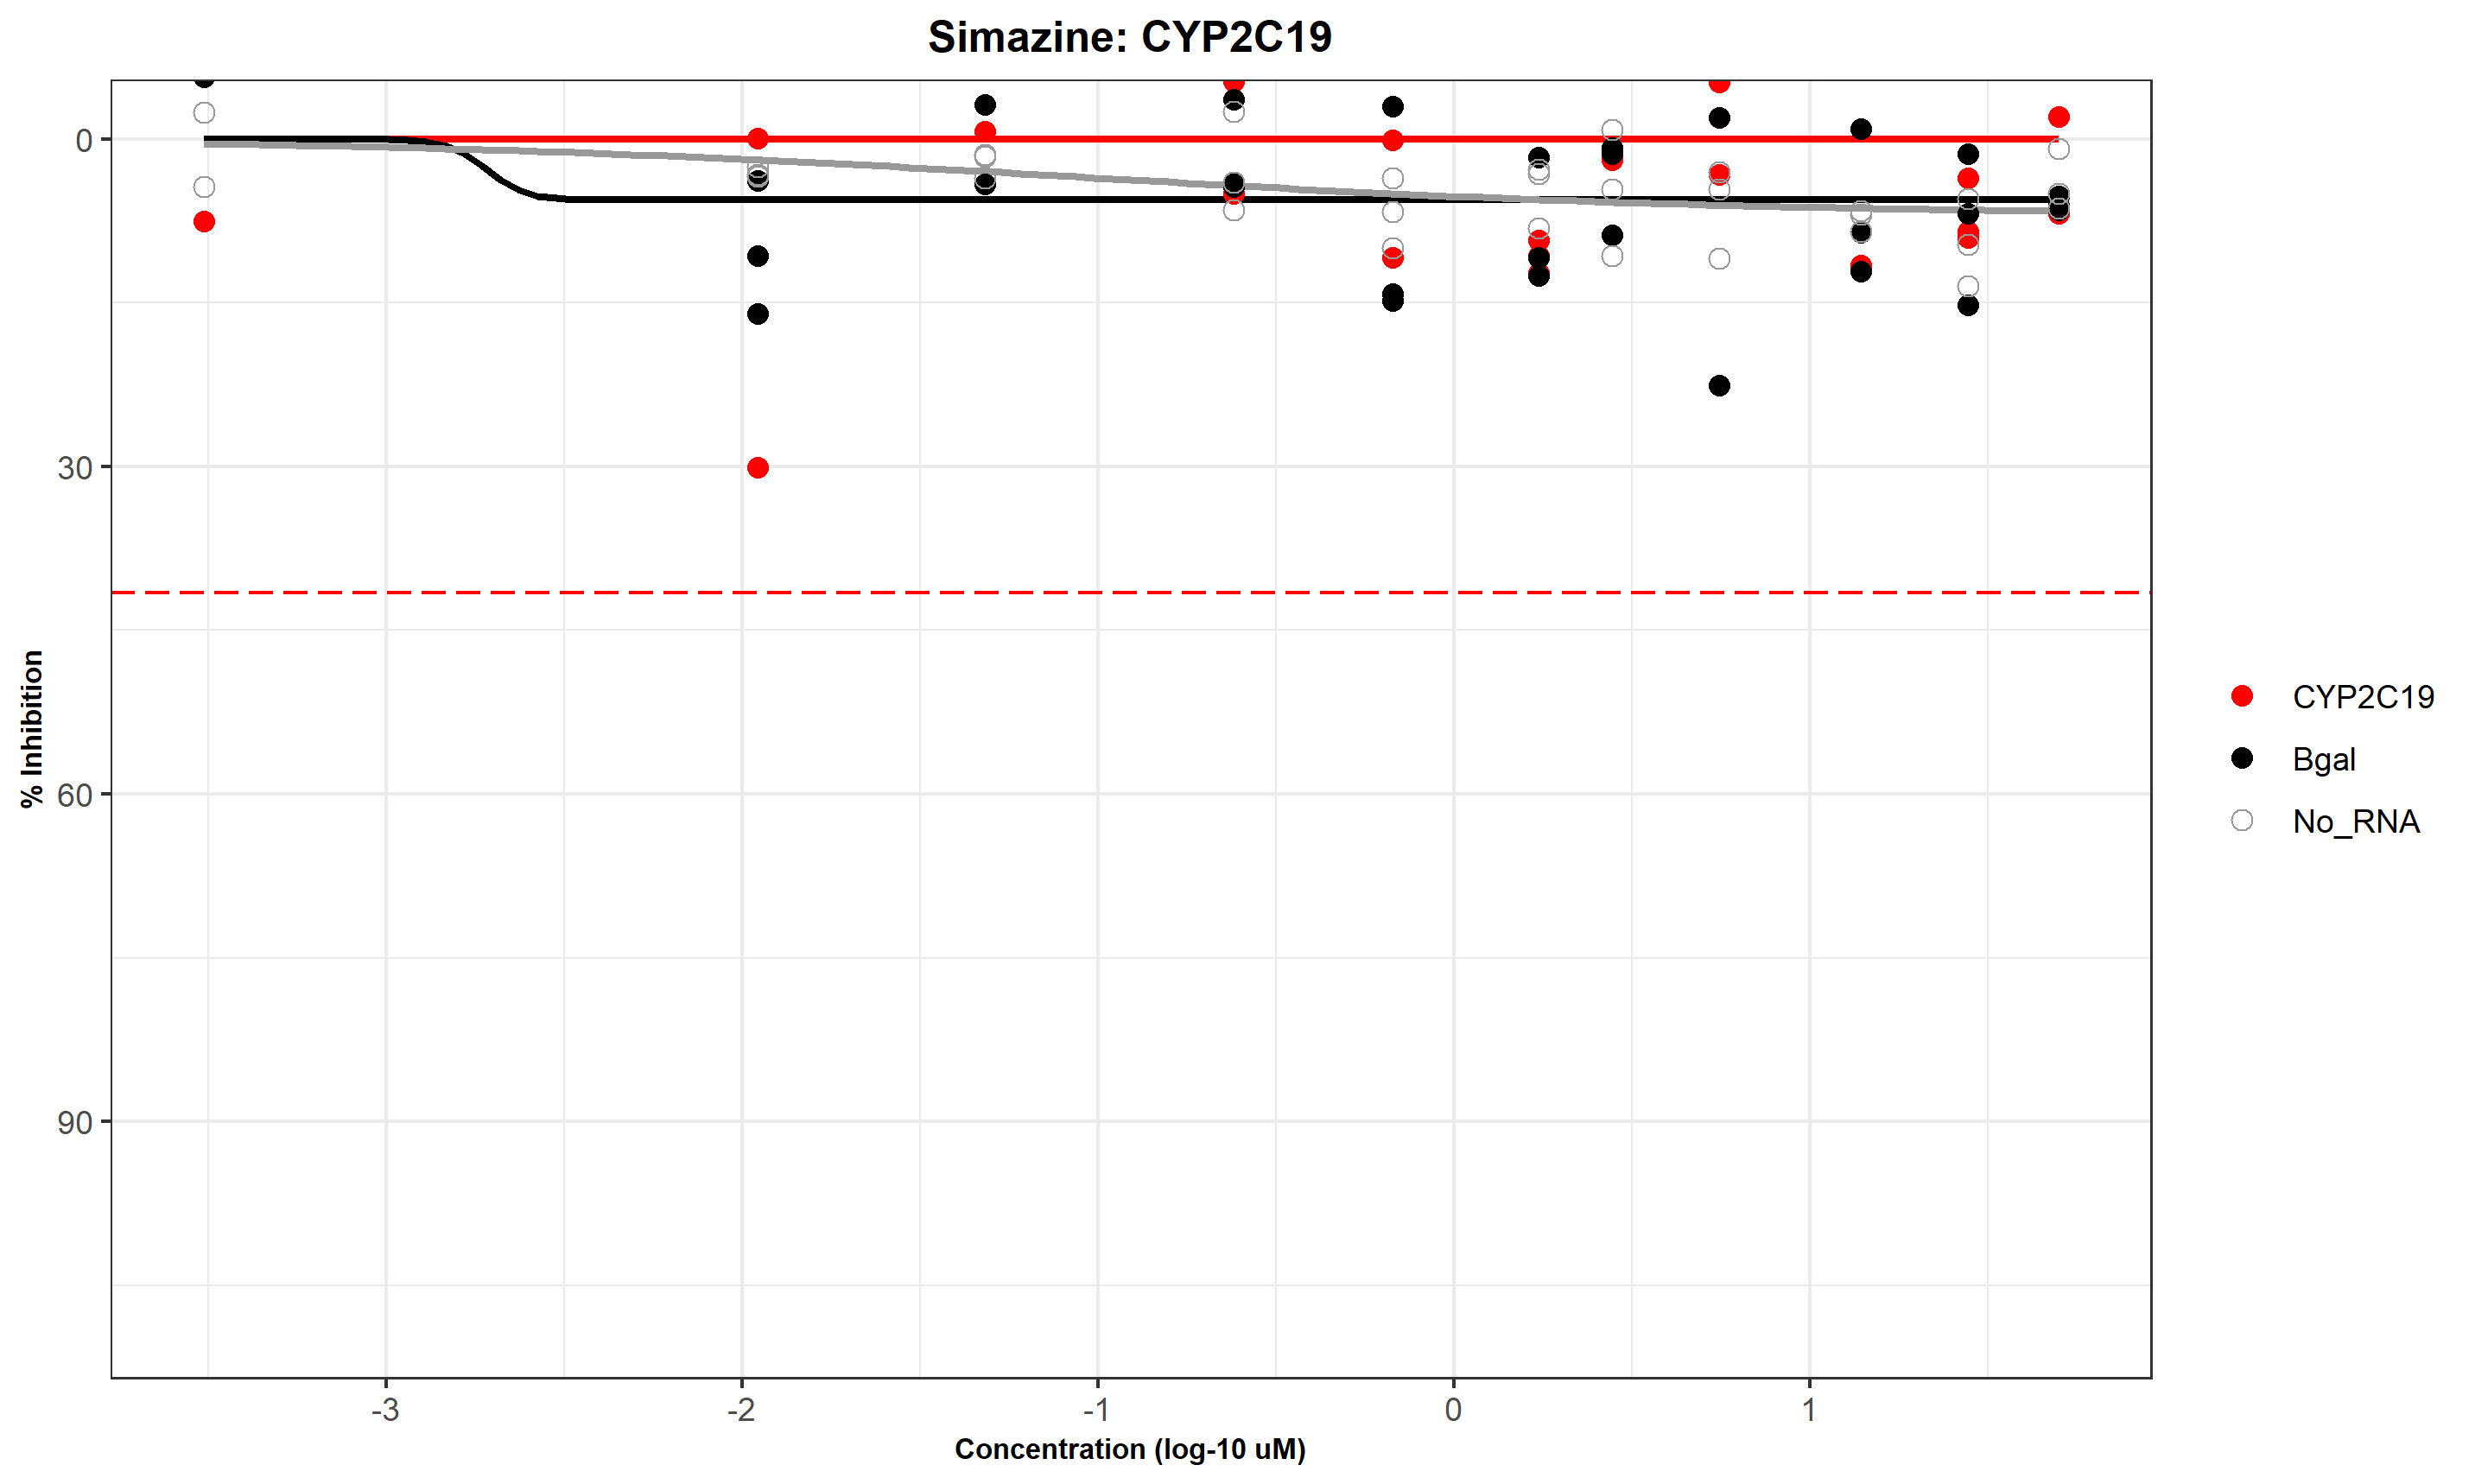 Simazine: CYP2C19
0
30
60
90
% Inhibition
-3
-2
-1
0
1
Concentration (log-10 uM)
CYP2C19
Bgal
No_RNA